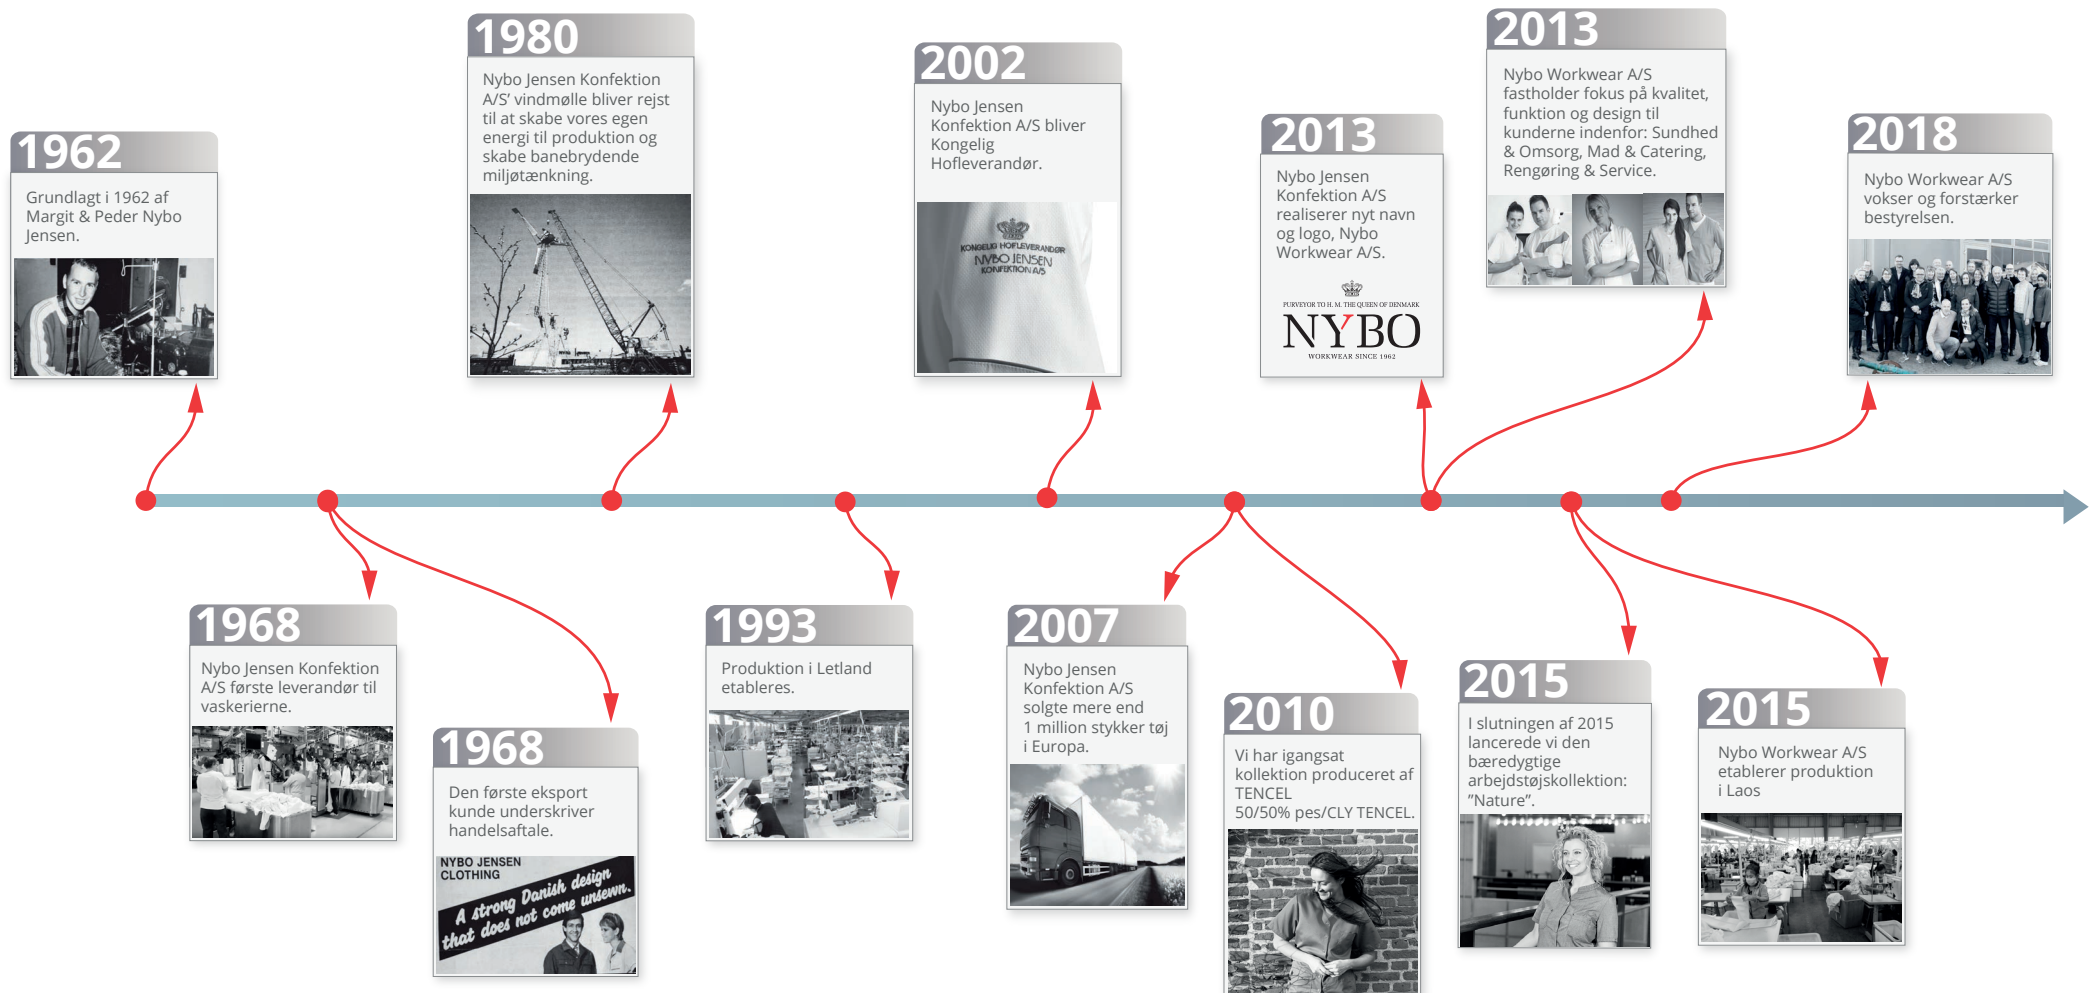 1962
Grundlagt i 1962 af
Margit & Peder Nybo
Jensen.
1968
Nybo Jensen Konfektion
A/S første leverandør til
vaskerierne.
1968
Den første eksport
kunde underskriver
handelsaftale.
NYBO JENSEN
CLOTHING
A strong Danish design
that does not come unsewn.
1980
Nybo Jensen Konfektion
A/S’ vindmølle bliver rejst
til at skabe vores egen
energi til produktion og
skabe banebrydende
miljøtænkning.
1993
Produktion i Letland
etableres.
2002
Nybo Jensen
Konfektion A/S bliver
Kongelig
Hofleverandør.
KONGELIG HOFLEVERANDØR
NYBO JENSEN
KONFEKTION A/S
2007
Nybo Jensen
Konfektion A/S
solgte mere end
1 million stykker tøj
i Europa.
2010
Vi har igangsat
kollektion produceret af
TENCEL
50/50% pes/CLY TENCEL.
2013
Nybo Jensen
Konfektion A/S
realiserer nyt navn
og logo, Nybo
Workwear A/S.
PURVEYOR TO H. M. THE QUEEN OF DENMARK
NYBO
WORKWEAR SINCE 1962
2013
Nybo Workwear A/S
fastholder fokus på kvalitet,
funktion og design til
kunderne indenfor: Sundhed
& Omsorg, Mad & Catering,
Rengøring & Service.
2015
I slutningen af 2015
lancerede vi den
bæredygtige
arbejdstøjskollektion:
”Nature”.
2015
Nybo Workwear A/S
etablerer produktion
i Laos
2018
Nybo Workwear A/S
vokser og forstærker
bestyrelsen.